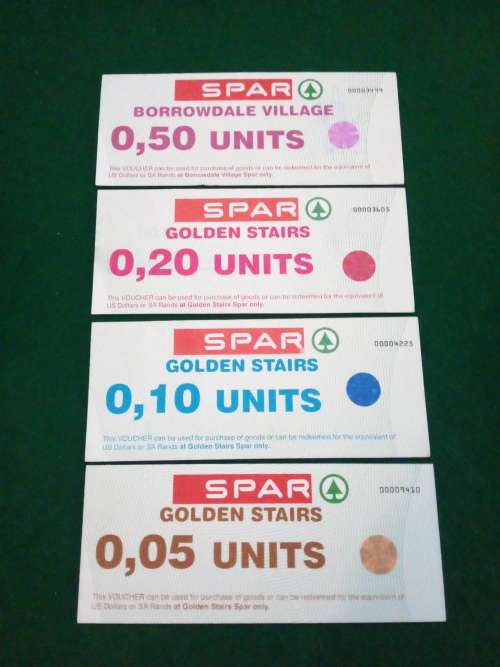 SPAR
00003499
BORROWDALE VILLAGE
0,50 UNITS
This VOUCHER can be used for purchase of goods or can be redeemed for the equivalent of
US Dollars or SA Rands at Borrowdale Village Spar only.
SPAR
00003605
GOLDEN STAIRS
0,20 UNITS
This VOUCHER can be used for purchase of goods or can be redeemed for the equivalent of
US Dollars or SA Rands at Golden Stairs Spar only.
SPAR
00004223
GOLDEN STAIRS
0,10 UNITS
This VOUCHER can be used for purchase of goods or can be redeemed for the equivalent of
US Dollars or SA Rands at Golden Stairs Spar only.
SPAR
00009410
GOLDEN STAIRS
0,05 UNITS
This VOUCHER can be used for purchase of goods or can be redeemed for the equivalent of
US Dollars or SA Rands at Golden Stairs Spar only.